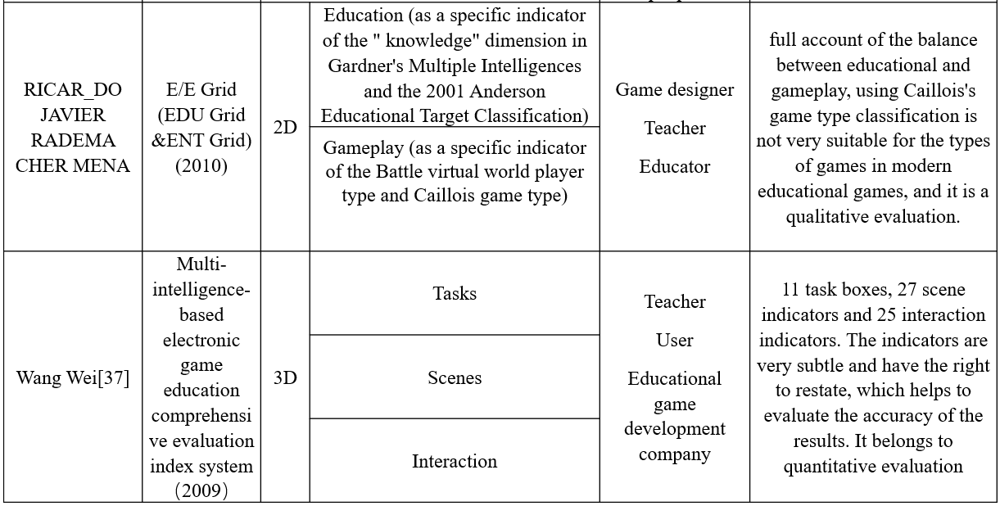 RICAR_DO
JAVIER
RADEMA
CHER MENA
E/E Grid
(EDU Grid
&ENT Grid)
(2010)
2D
Education (as a specific indicator
of the " knowledge" dimension in
Gardner's Multiple Intelligences
and the 2001 Anderson
Educational Target Classification)
Gameplay (as a specific indicator
of the Battle virtual world player
type and Caillois game type)
Game designer
Teacher
Educator
full account of the balance
between educational and
gameplay, using Caillois's
game type classification is
not very suitable for the types
of games in modern
educational games, and it is a
qualitative evaluation.
Wang Wei[37]
Multi-
intelligence-
based
electronic
game
education
comprehensi
ve evaluation
index system
（2009）
3D
Tasks
Scenes
Interaction
Teacher
User
Educational
game
development
company
11 task boxes, 27 scene
indicators and 25 interaction
indicators. The indicators are
very subtle and have the right
to restate, which helps to
evaluate the accuracy of the
results. It belongs to
quantitative evaluation